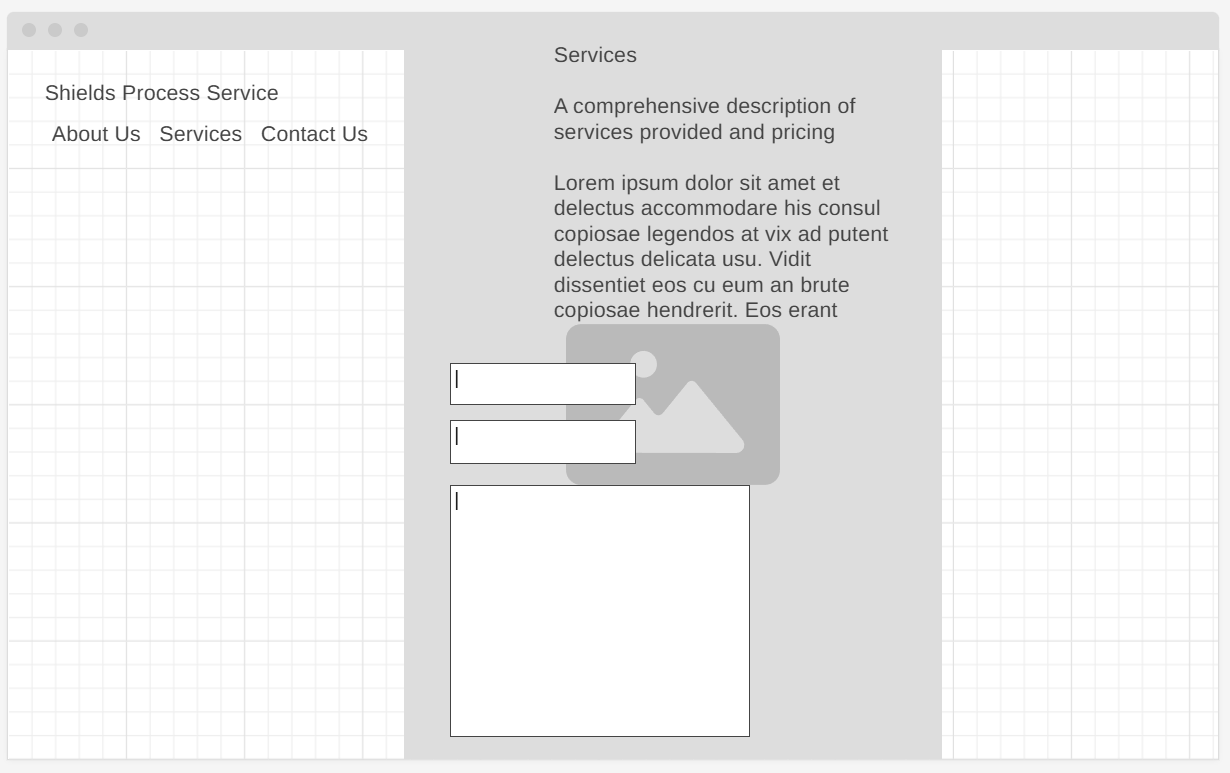 Shields Process Service
About Us Services Contact Us
Services
A comprehensive description of
services provided and pricing
Lorem ipsum dolor sit amet et
delectus accommodare his consul
copiosae legendos at vix ad putent
delectus delicata usu. Vidit
dissentiet eos cu eum an brute
copiosae hendrerit. Eos erant